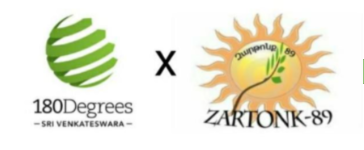 180Degrees
– SRI VENKATESWARA –
X
ZARTONK-89